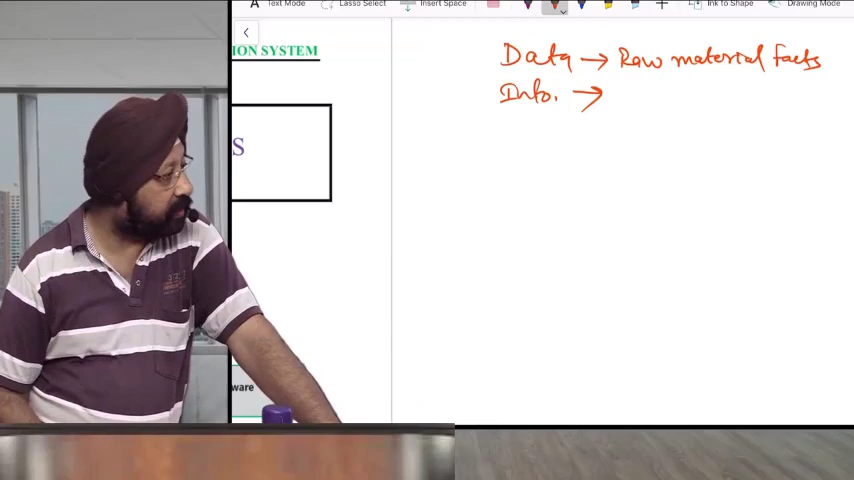 Text Mode Lasso Select Insert Space Ink to Shape Drawing Mode
ION SYSTEM
Data → Raw material facts
Info. →
S
ware